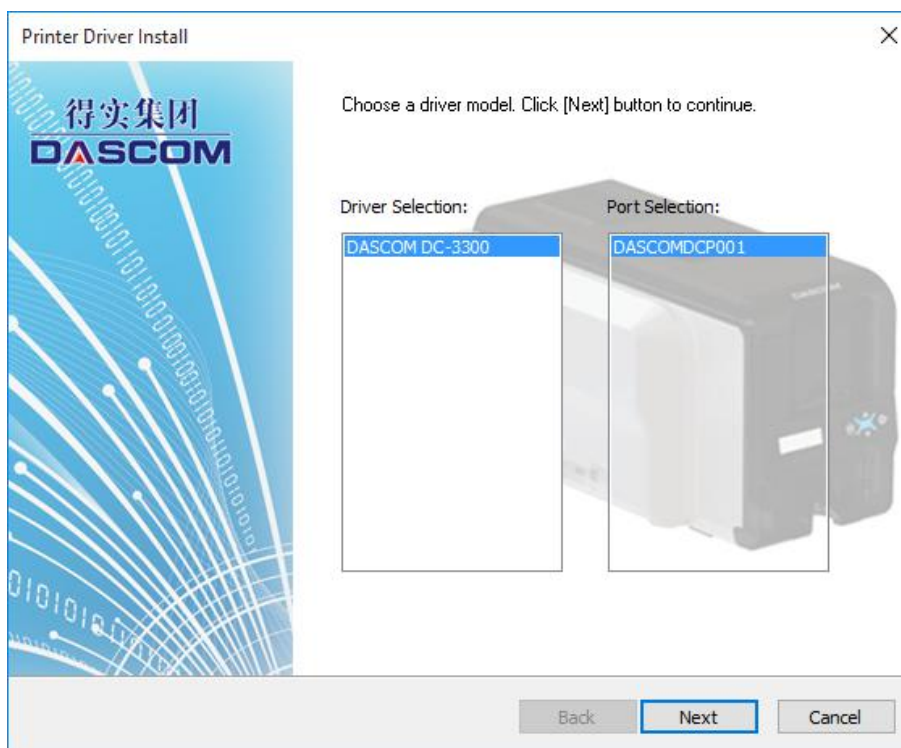 Printer Driver Install
得实集团
DASCOM
Choose a driver model. Click [Next] button to continue.
Driver Selection:
Port Selection:
DASCOM DC-3300
DASCOMDCP001
Back
Next
Cancel